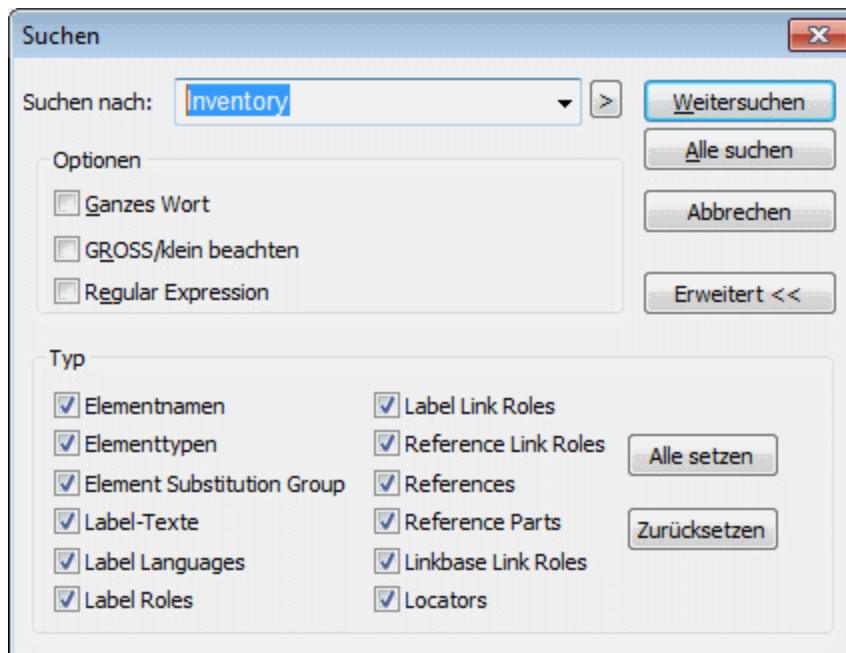 Suchen
Suchen nach: Inventory > Weitersuchen
Alle suchen
Optionen
Ganzes Wort
Abbrechen
GROSS/klein beachten
Regular Expression
Erweitert <<
Typ
Elementnamen Label Link Roles
Elementtypen Reference Link Roles
Alle setzen
Element Substitution Group References
Label-Texte Reference Parts
Zurücksetzen
Label Languages Linkbase Link Roles
Label Roles Locators